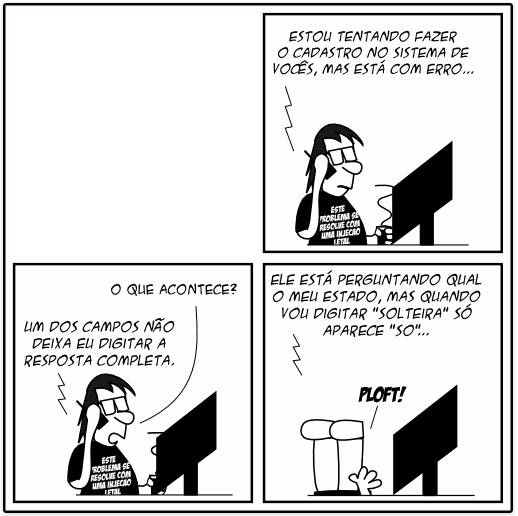 ESTOU TENTANDO FAZER
O CADASTRO NO SISTEMA DE
VOCÊS, MAS ESTÁ COM ERRO...
ESTE
PROBLEMA SE
RESOLVE COM
UMA INJECAO
LETAL
O QUE ACONTECE?
UM DOS CAMPOS NÃO
DEIXA EU DIGITAR A
RESPOSTA COMPLETA.
ESTE
PROBLEMA SE
RESOLVE COM
UMA INJECAO
LETAL
ELE ESTÁ PERGUNTANDO QUAL
O MEU ESTADO, MAS QUANDO
VOU DIGITAR "SOLTEIRA" SÓ
APARECE "SO"...
PLOFT!